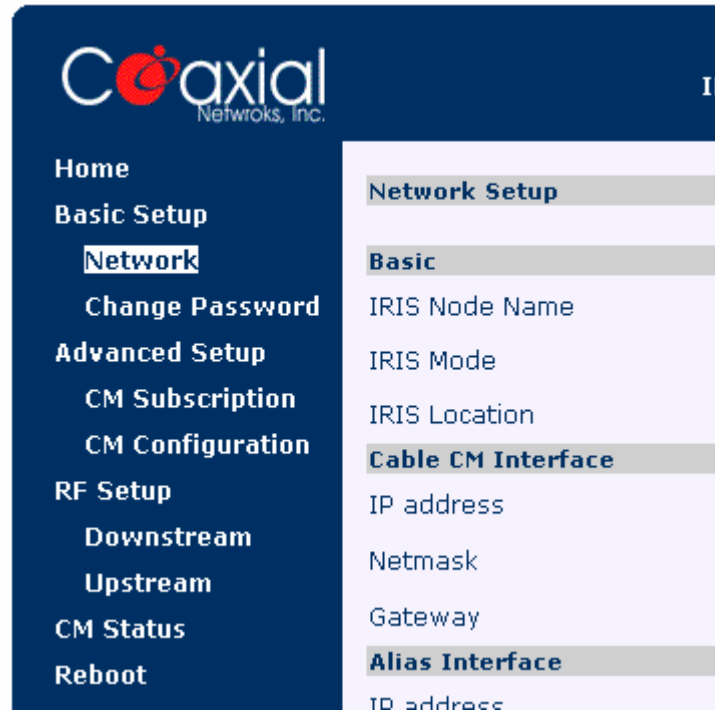 Coaxial
Netwroks, Inc.
Home
Basic Setup
Network
Change Password
Advanced Setup
CM Subscription
CM Configuration
RF Setup
Downstream
Upstream
CM Status
Reboot
Network Setup
Basic
IRIS Node Name
IRIS Mode
IRIS Location
Cable CM Interface
IP address
Netmask
Gateway
Alias Interface
IP address